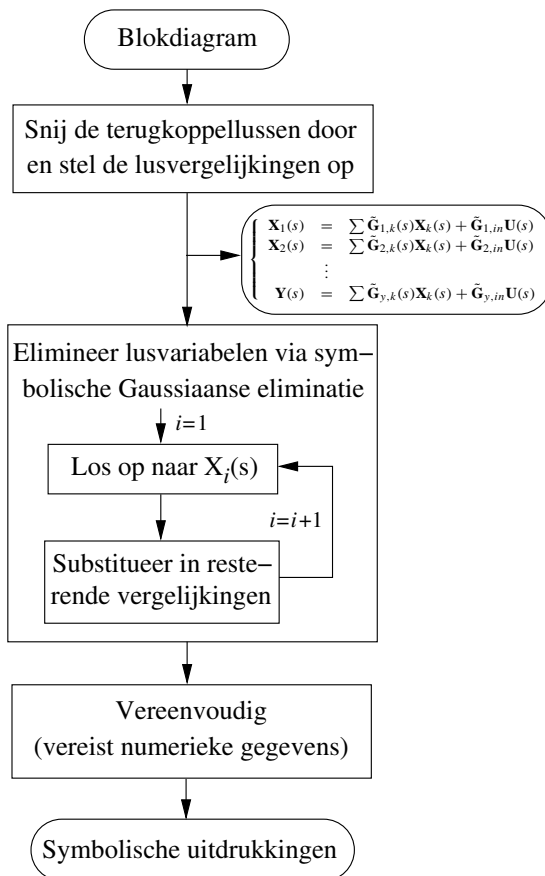 Blokdiagram
Snij de terugkoppellussen door
en stel de lusvergelijkingen op
X₁(s) = ∑ G̃₁,ₖ(s)Xₖ(s) + G̃₁,ᵢₙU(s)
X₂(s) = ∑ G̃₂,ₖ(s)Xₖ(s) + G̃₂,ᵢₙU(s)
⋮
Y(s) = ∑ G̃_{y,k}(s)X_k(s) + G̃_{y,in}U(s)
Elimineer lusvariabelen via sym–
bolische Gaussiaanse eliminatie
i=1
Los op naar Xᵢ(s)
i=i+1
Substitueer in reste–
rende vergelijkingen
Vereenvoudig
(vereist numerieke gegevens)
Symbolische uitdrukkingen